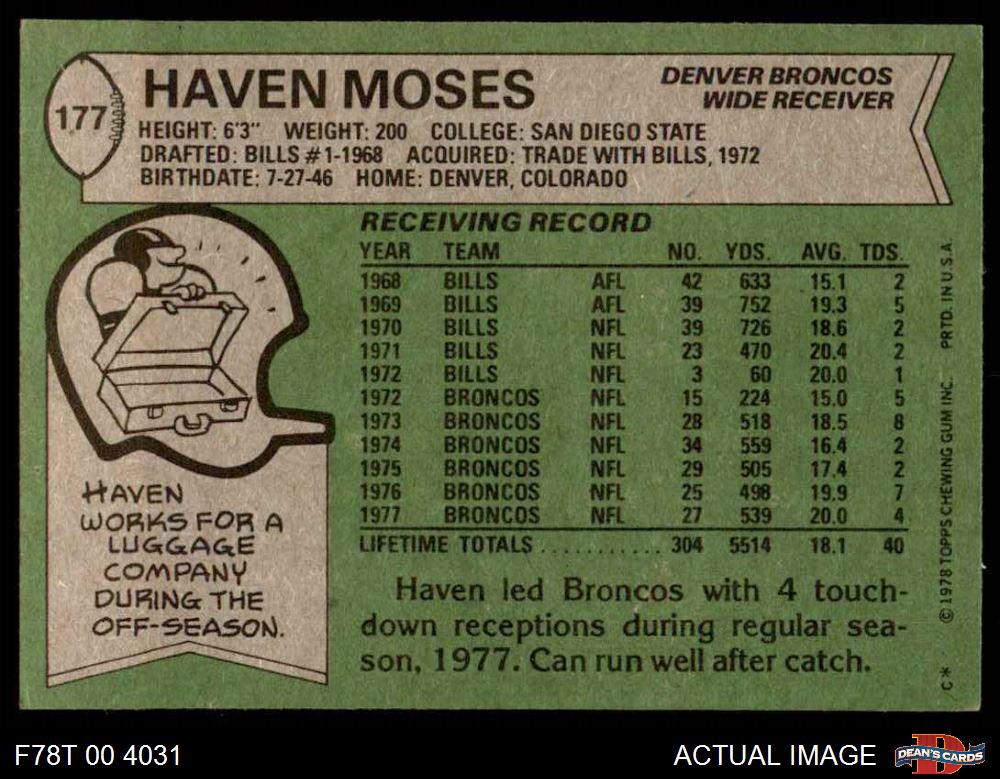 177
HAVEN MOSES
DENVER BRONCOS
WIDE RECEIVER
HEIGHT: 6'3" WEIGHT: 200 COLLEGE: SAN DIEGO STATE
DRAFTED: BILLS #1-1968 ACQUIRED: TRADE WITH BILLS, 1972
BIRTHDATE: 7-27-46 HOME: DENVER, COLORADO
RECEIVING RECORD
YEAR TEAM NO. YDS. AVG. TDS.
1968 BILLS AFL 42 633 15.1 2
1969 BILLS AFL 39 752 19.3 5
1970 BILLS NFL 39 726 18.6 2
1971 BILLS NFL 23 470 20.4 2
1972 BILLS NFL 3 60 20.0 1
1972 BRONCOS NFL 15 224 15.0 5
1973 BRONCOS NFL 28 518 18.5 8
1974 BRONCOS NFL 34 559 16.4 2
1975 BRONCOS NFL 29 505 17.4 2
1976 BRONCOS NFL 25 498 19.9 7
1977 BRONCOS NFL 27 539 20.0 4
LIFETIME TOTALS ........... 304 5514 18.1 40
Haven led Broncos with 4 touch-
down receptions during regular sea-
son, 1977. Can run well after catch.
HAVEN
WORKS FOR A
LUGGAGE
COMPANY
DURING THE
OFF-SEASON.
C* © 1978 TOPPS CHEWING GUM INC. PRTD. IN U.S.A.
F78T 00 4031
ACTUAL IMAGE
D
DEAN'S CARDS